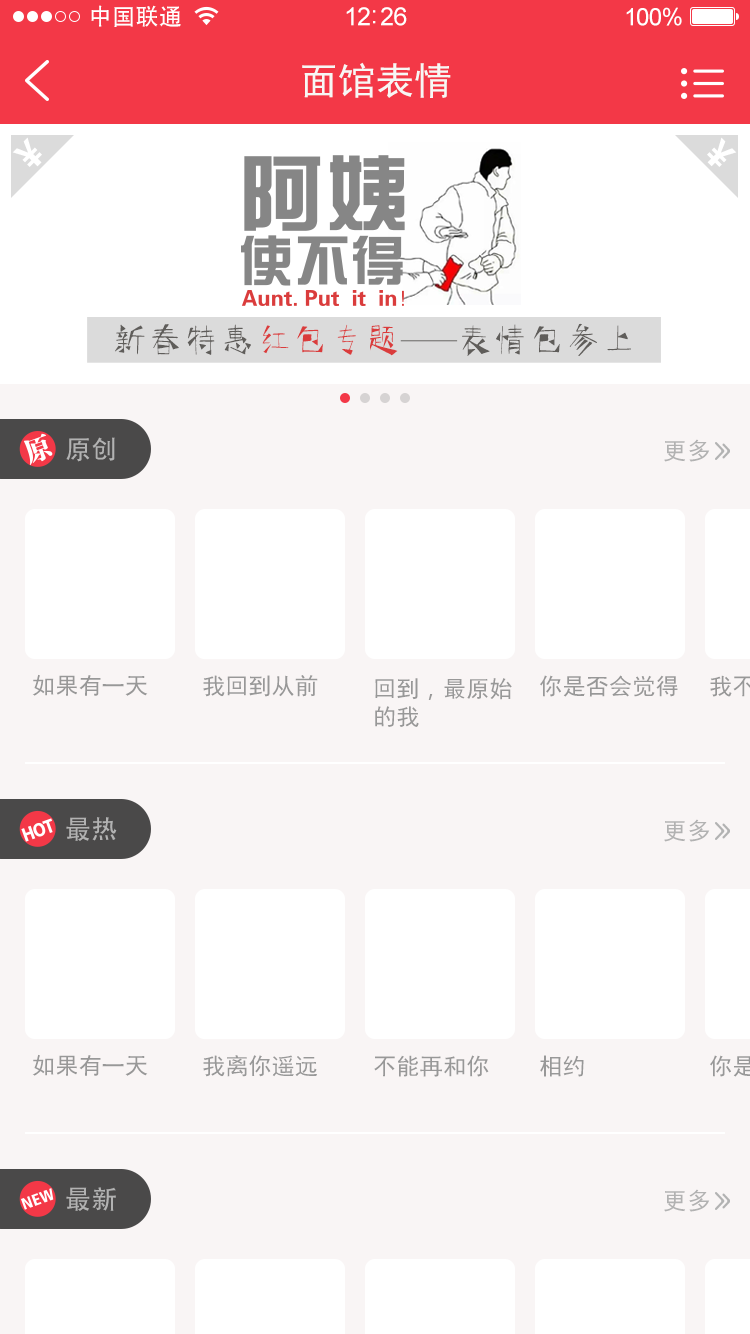 中国联通 12:26 100%
面馆表情
¥ ¥
阿姨
使不得
Aunt. Put it in!
新春特惠红包专题——表情包参上
原 原创 更多
如果有一天 我回到从前 回到，最原始的我 你是否会觉得 我不
HOT 最热 更多
如果有一天 我离你遥远 不能再和你 相约 你是
NEW 最新 更多